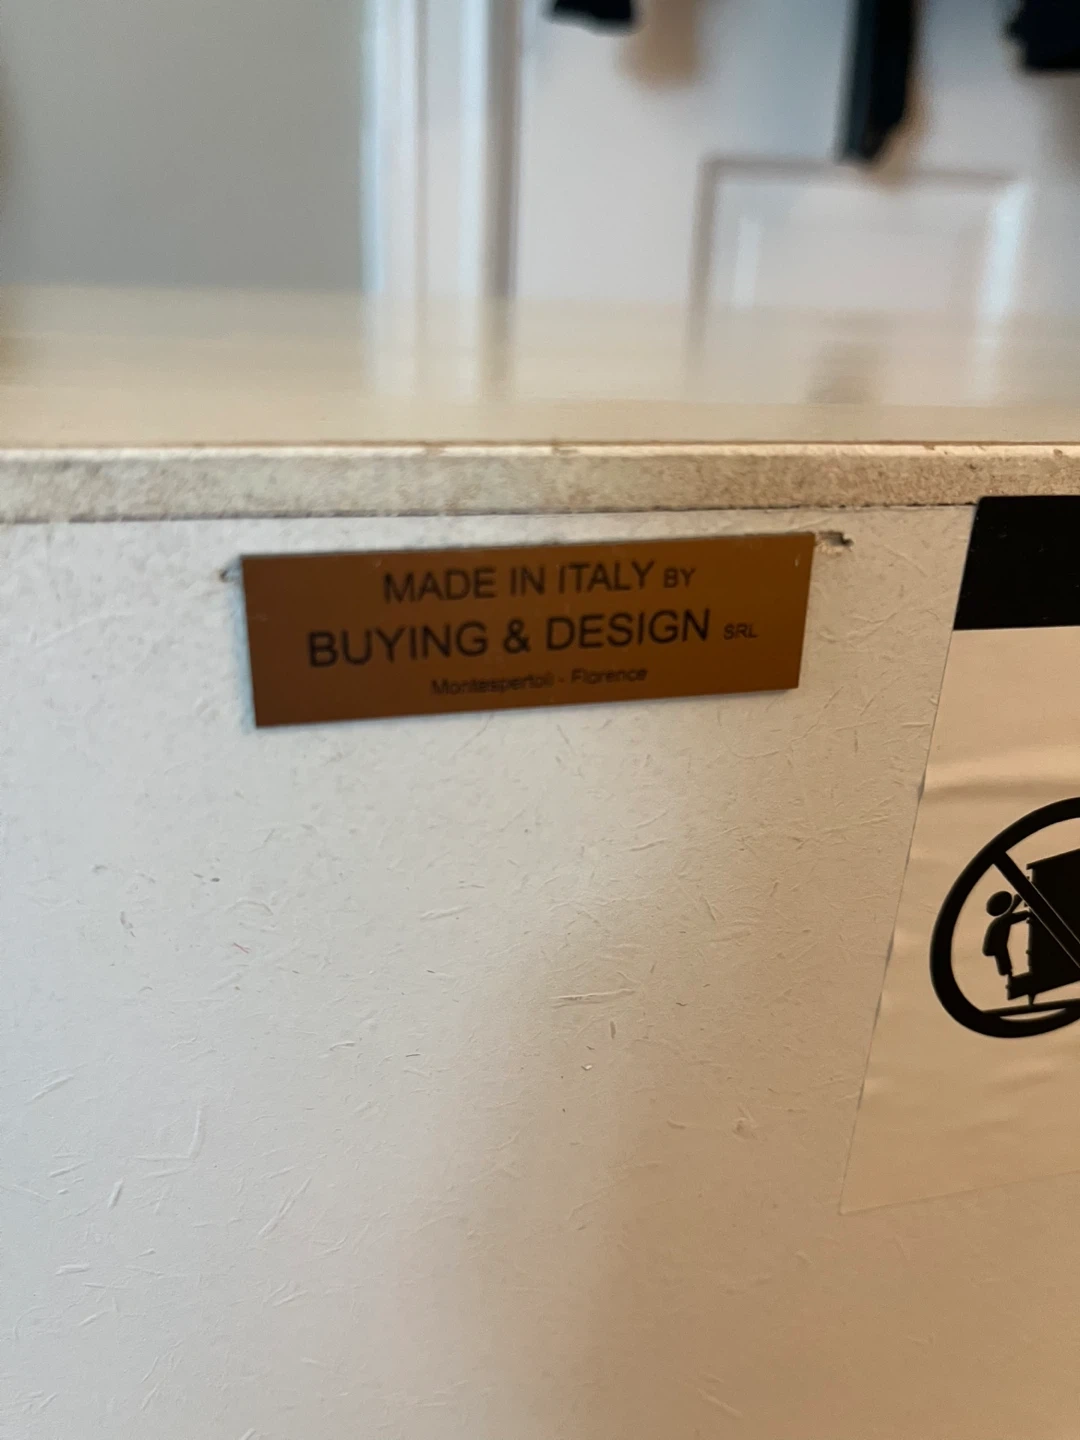 MADE IN ITALY BY
BUYING & DESIGN SRL
Montespertoli - Florence